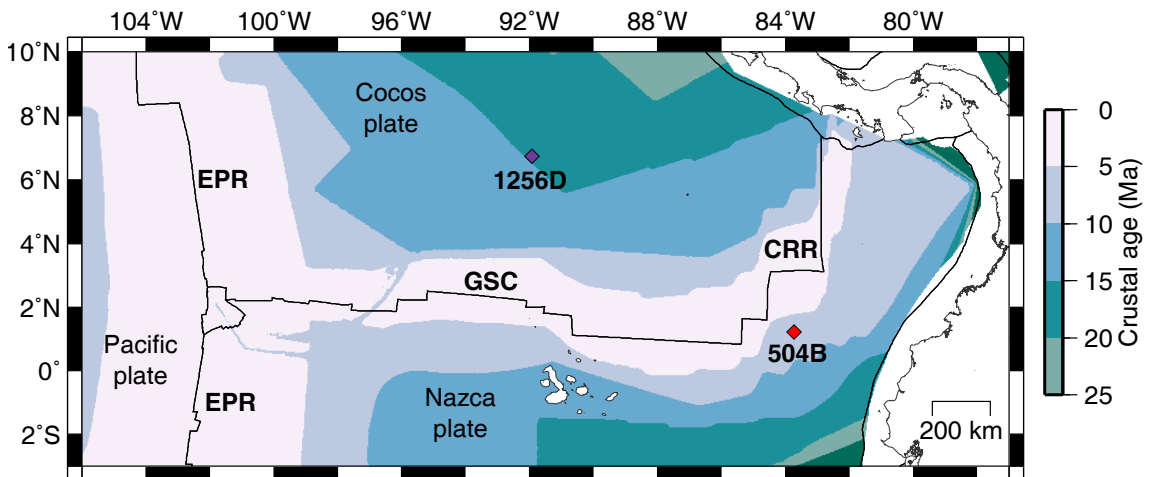 104˚W 100˚W 96˚W 92˚W 88˚W 84˚W 80˚W
10˚N
8˚N
6˚N
4˚N
2˚N
0˚
2˚S
Cocos
plate
1256D
EPR
CRR
GSC
Pacific
plate
504B
EPR
Nazca
plate
200 km
0
5
10
15
20
25
Crustal age (Ma)